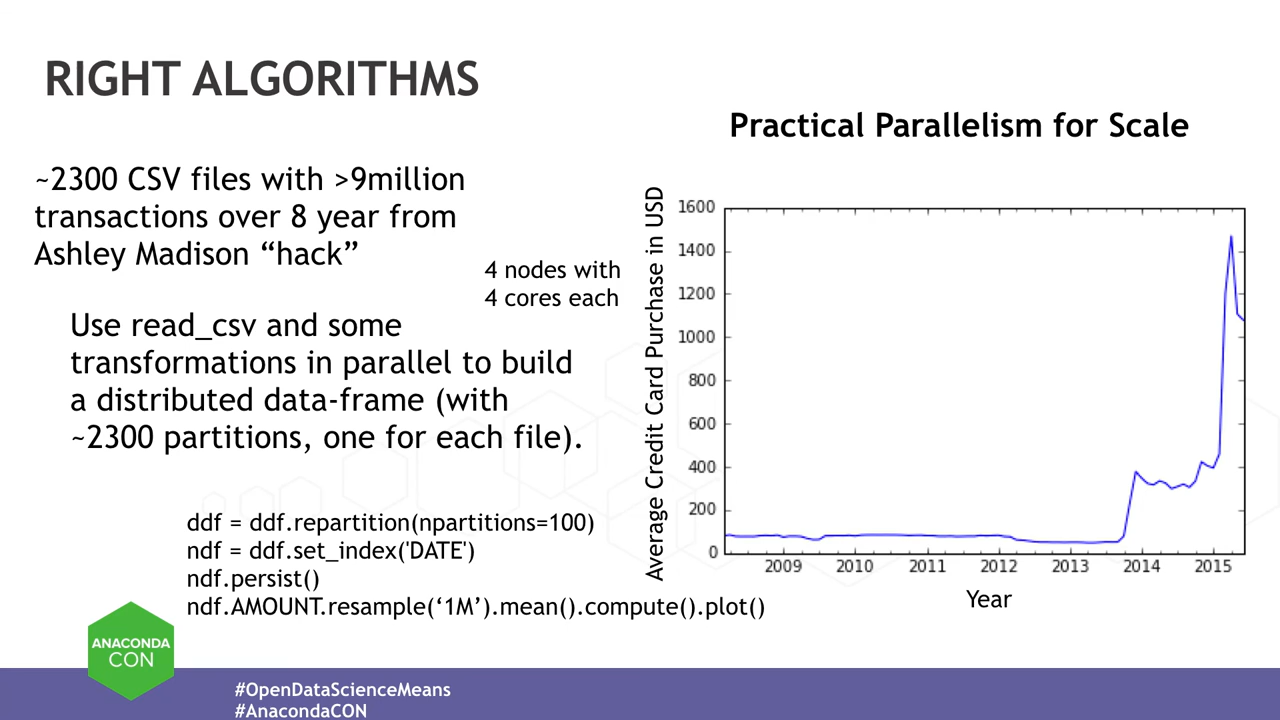 RIGHT ALGORITHMS
Practical Parallelism for Scale
~2300 CSV files with >9million
transactions over 8 year from
Ashley Madison “hack”
4 nodes with
4 cores each
Use read_csv and some
transformations in parallel to build
a distributed data-frame (with
~2300 partitions, one for each file).
ddf = ddf.repartition(npartitions=100)
ndf = ddf.set_index('DATE')
ndf.persist()
ndf.AMOUNT.resample(‘1M’).mean().compute().plot()
Average Credit Card Purchase in USD
1600
1400
1200
1000
800
600
400
200
0
2009 2010 2011 2012 2013 2014 2015
Year
ANACONDA
CON
#OpenDataScienceMeans
#AnacondaCON